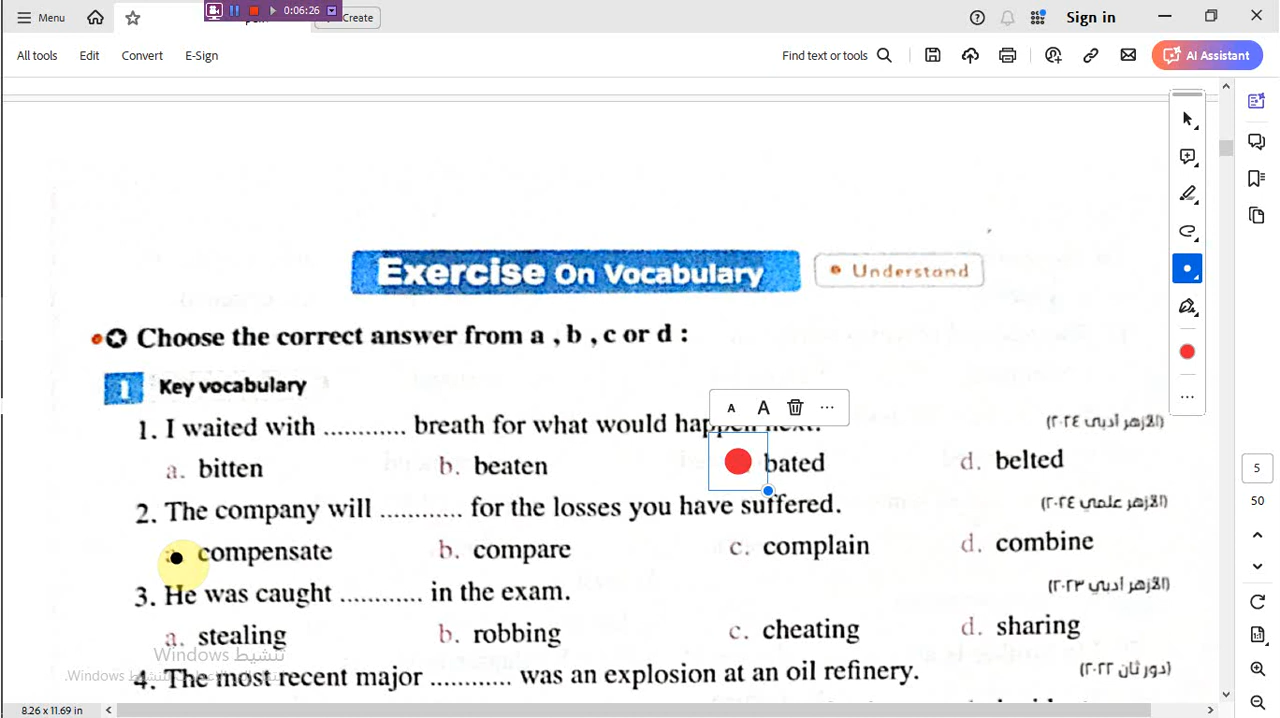 Menu
0:06:26
Create
Sign in
All tools
Edit
Convert
E-Sign
Find text or tools
AI Assistant
Exercise On Vocabulary
Understand
Choose the correct answer from a , b , c or d :
1 Key vocabulary
A A ...
1. I waited with ............ breath for what would happen next. (الأزهر أدبي ٢٠٢٤)
a. bitten b. beaten bated d. belted
2. The company will ............ for the losses you have suffered. (الأزهر علمي ٢٠٢٤)
compensate b. compare c. complain d. combine
3. He was caught ............ in the exam. (الأزهر أدبي ٢٠٢٣)
a. stealing b. robbing c. cheating d. sharing
تنشيط Windows
4. The most recent major ............ was an explosion at an oil refinery. (دور ثان ٢٠٢٢)
5
50
8.26 x 11.69 in